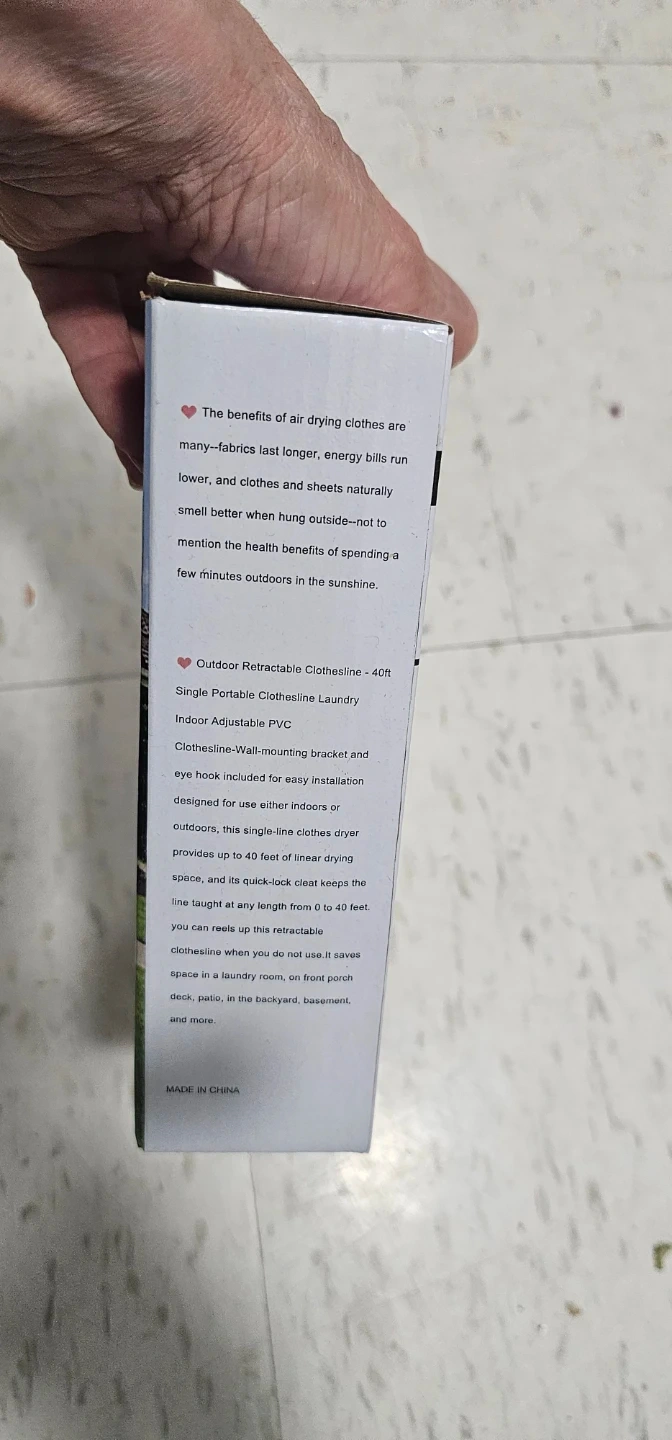 The benefits of air drying clothes are
many--fabrics last longer, energy bills run
lower, and clothes and sheets naturally
smell better when hung outside--not to
mention the health benefits of spending a
few minutes outdoors in the sunshine.
Outdoor Retractable Clothesline - 40ft
Single Portable Clothesline Laundry
Indoor Adjustable PVC
Clothesline-Wall-mounting bracket and
eye hook included for easy installation
designed for use either indoors or
outdoors, this single-line clothes dryer
provides up to 40 feet of linear drying
space, and its quick-lock cleat keeps the
line taught at any length from 0 to 40 feet.
you can reels up this retractable
clothesline when you do not use.It saves
space in a laundry room, on front porch
deck, patio, in the backyard, basement,
and more.
MADE IN CHINA